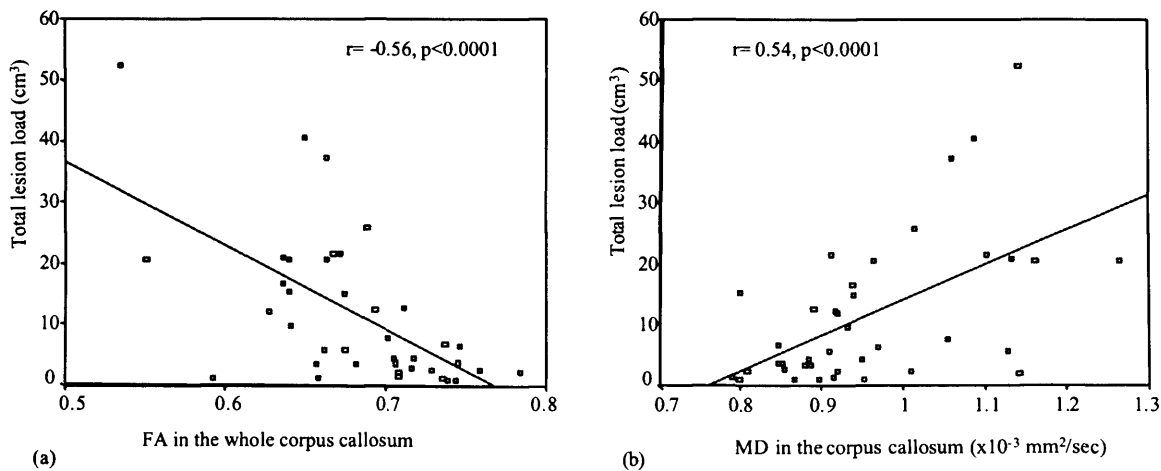 60
50
40
30
20
10
0
Total lesion load (cm³)
r= -0.56, p<0.0001
0.5 0.6 0.7 0.8
FA in the whole corpus callosum
(a)
60
50
40
30
20
10
0
Total lesion load (cm³)
r= 0.54, p<0.0001
0.7 0.8 0.9 1 1.1 1.2 1.3
MD in the corpus callosum (x10⁻³ mm²/sec)
(b)